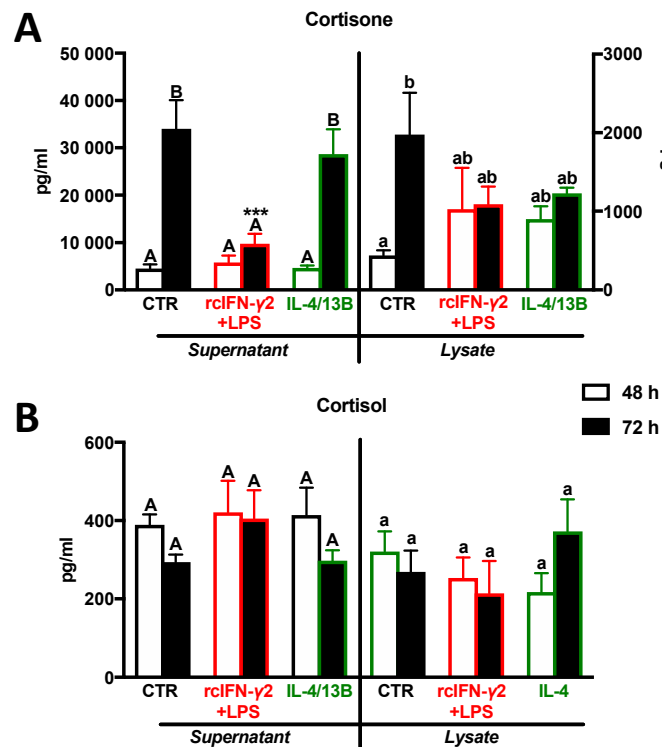 A
Cortisone
50 000
40 000
30 000
20 000
10 000
0
pg/ml
3000
2000
1000
0
A B A *** A A B
a b ab ab ab ab
CTR rcIFN-γ2 +LPS IL-4/13B CTR rcIFN-γ2 +LPS IL-4/13B
Supernatant Lysate
48 h
72 h
B
Cortisol
600
400
200
0
pg/ml
A A A A A A
a a a a a a
CTR rcIFN-γ2 +LPS IL-4/13B CTR rcIFN-γ2 +LPS IL-4
Supernatant Lysate